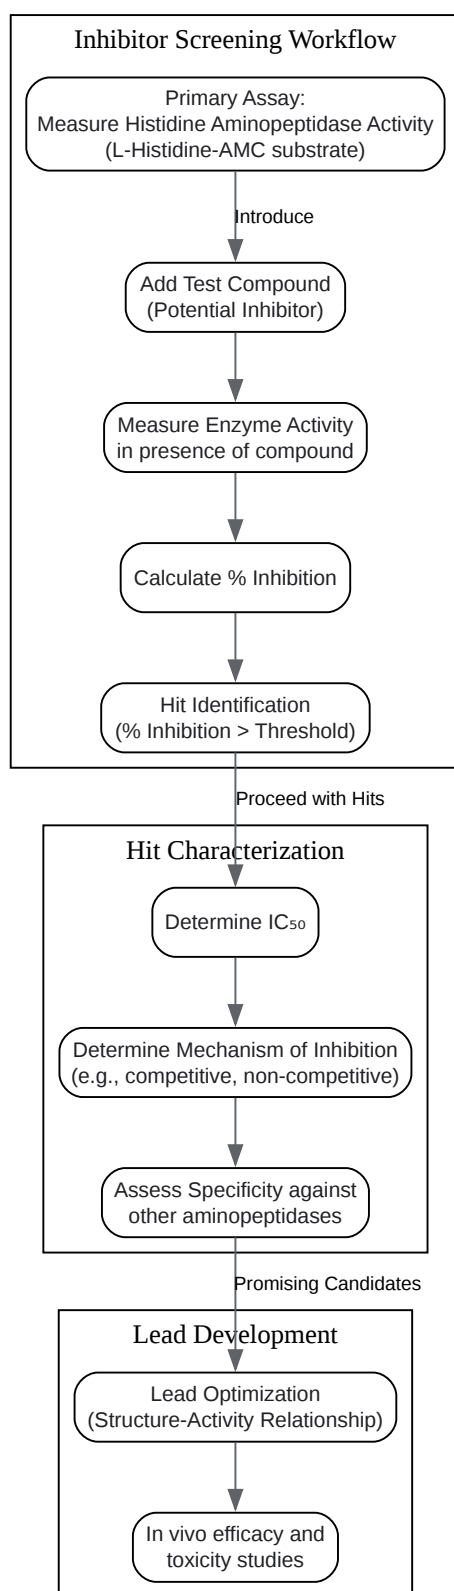 Inhibitor Screening Workflow
Primary Assay:
Measure Histidine Aminopeptidase Activity
(L-Histidine-AMC substrate)
Introduce
Add Test Compound
(Potential Inhibitor)
Measure Enzyme Activity
in presence of compound
Calculate % Inhibition
Hit Identification
(% Inhibition > Threshold)
Proceed with Hits
Hit Characterization
Determine IC₅₀
Determine Mechanism of Inhibition
(e.g., competitive, non-competitive)
Assess Specificity against
other aminopeptidases
Promising Candidates
Lead Development
Lead Optimization
(Structure-Activity Relationship)
In vivo efficacy and
toxicity studies